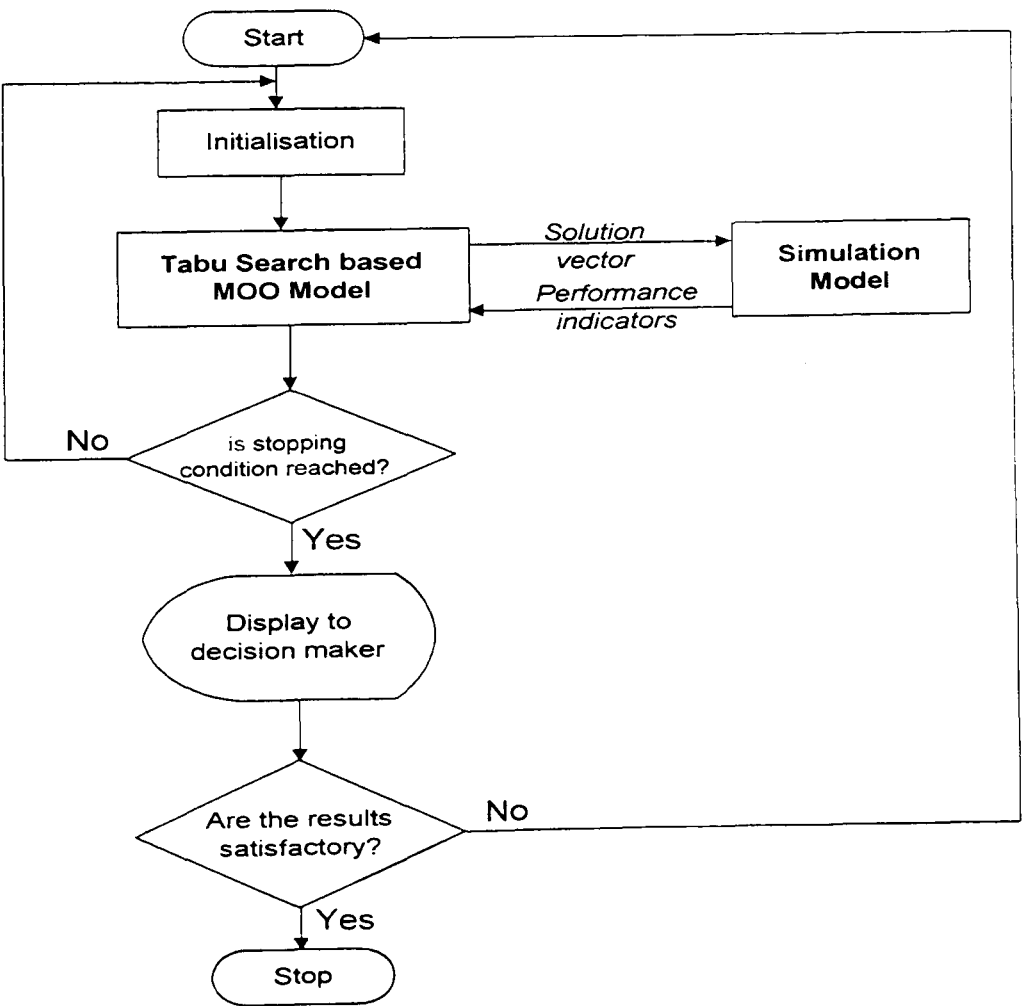 Start
Initialisation
Tabu Search based
MOO Model
Solution
vector
Performance
indicators
Simulation
Model
No
is stopping
condition reached?
Yes
Display to
decision maker
Are the results
satisfactory?
No
Yes
Stop